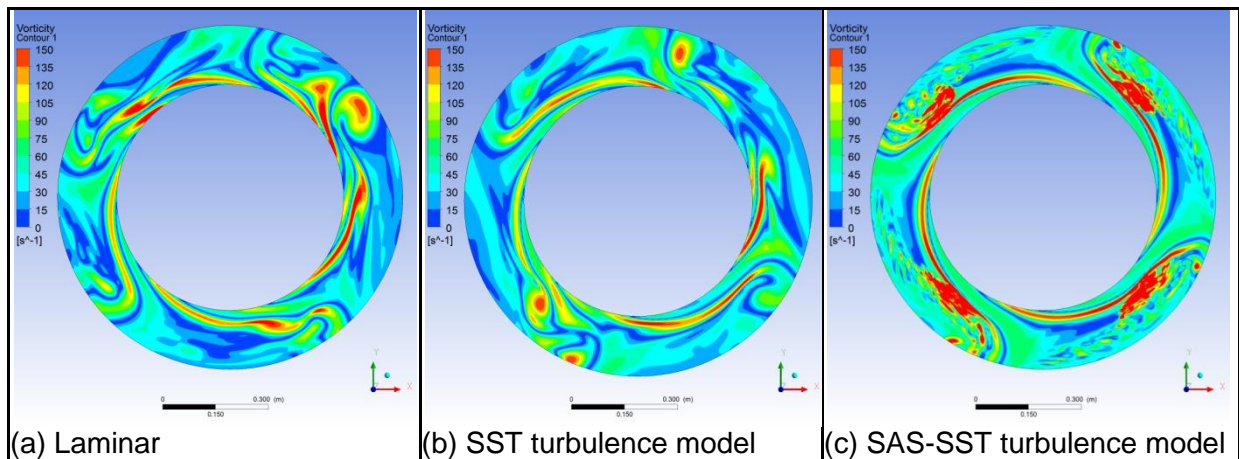 Vorticity
Contour 1
150
135
120
105
90
75
60
45
30
15
0
[s^-1]
0
0.300 (m)
0.150
Y
X
(a) Laminar
Vorticity
Contour 1
150
135
120
105
90
75
60
45
30
15
0
[s^-1]
0
0.300 (m)
0.150
Y
X
(b) SST turbulence model
Vorticity
Contour 1
150
135
120
105
90
75
60
45
30
15
0
[s^-1]
0
0.300 (m)
0.150
Y
X
(c) SAS-SST turbulence model